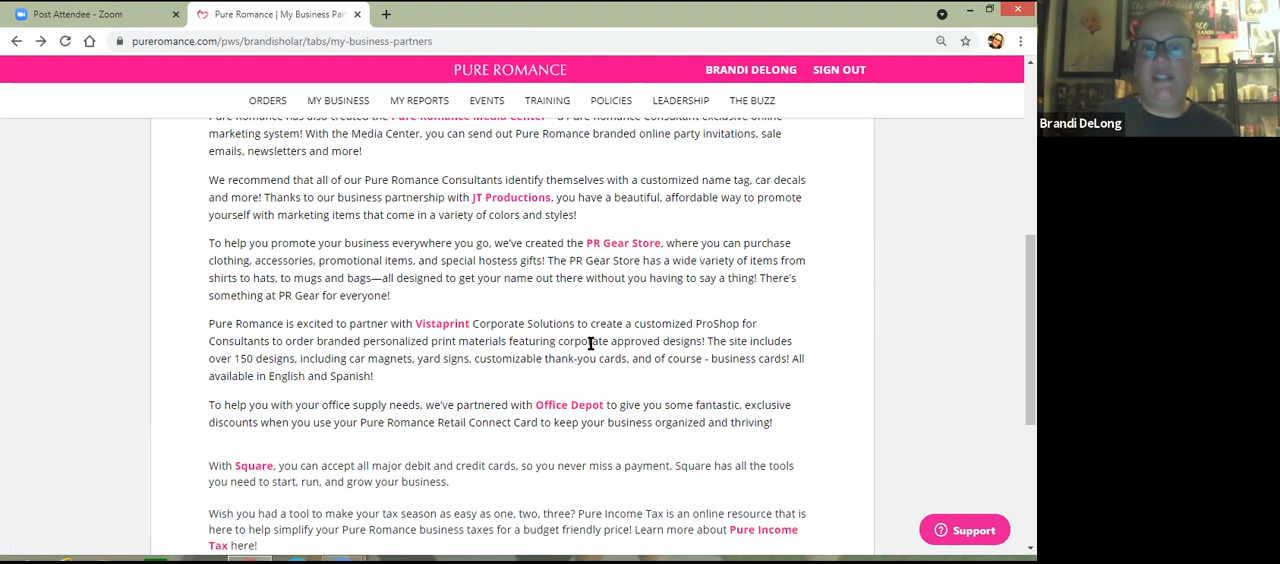 Post Attendee - Zoom
Pure Romance | My Business Par
pureromance.com/pws/brandisholar/tabs/my-business-partners
PURE ROMANCE
BRANDI DELONG
SIGN OUT
Brandi DeLong
ORDERS MY BUSINESS MY REPORTS EVENTS TRAINING POLICIES LEADERSHIP THE BUZZ
Pure Romance has also created the Pure Romance Media Center – a Pure Romance Consultant exclusive online
marketing system! With the Media Center, you can send out Pure Romance branded online party invitations, sale
emails, newsletters and more!
We recommend that all of our Pure Romance Consultants identify themselves with a customized name tag, car decals
and more! Thanks to our business partnership with JT Productions, you have a beautiful, affordable way to promote
yourself with marketing items that come in a variety of colors and styles!
To help you promote your business everywhere you go, we’ve created the PR Gear Store, where you can purchase
clothing, accessories, promotional items, and special hostess gifts! The PR Gear Store has a wide variety of items from
shirts to hats, to mugs and bags—all designed to get your name out there without you having to say a thing! There’s
something at PR Gear for everyone!
Pure Romance is excited to partner with Vistaprint Corporate Solutions to create a customized ProShop for
Consultants to order branded personalized print materials featuring corporate approved designs! The site includes
over 150 designs, including car magnets, yard signs, customizable thank-you cards, and of course - business cards! All
available in English and Spanish!
To help you with your office supply needs, we’ve partnered with Office Depot to give you some fantastic, exclusive
discounts when you use your Pure Romance Retail Connect Card to keep your business organized and thriving!
With Square, you can accept all major debit and credit cards, so you never miss a payment. Square has all the tools
you need to start, run, and grow your business.
Wish you had a tool to make your tax season as easy as one, two, three? Pure Income Tax is an online resource that is
here to help simplify your Pure Romance business taxes for a budget friendly price! Learn more about Pure Income
Tax here!
Support